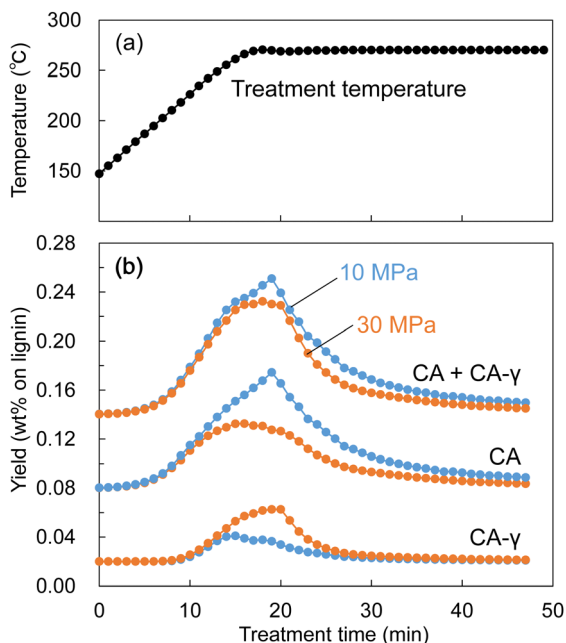 (a)
Temperature (℃)
300
250
200
150
Treatment temperature
(b)
Yield (wt% on lignin)
0.28
0.24
0.20
0.16
0.12
0.08
0.04
0.00
10 MPa
30 MPa
CA + CA-γ
CA
CA-γ
0 10 20 30 40 50
Treatment time (min)